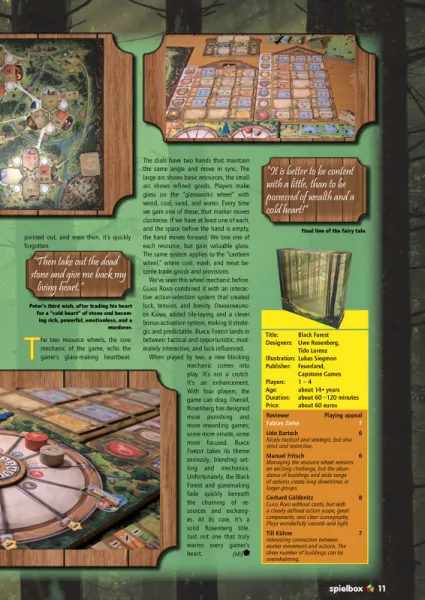 pointed out, and even then, it's quickly
forgotten.
"Then take out the dead
stone and give me back my
living heart."
Peter's third wish, after trading his heart
for a "cold heart" of stone and becom-
ing rich, powerful, emotionless, and a
murderer.
The two resource wheels, the core
mechanic of the game, echo the
game's glass-making heartbeat.
The dials have two hands that maintain
the same angle and move in sync. The
large arc shows basic resources, the small
arc shows refined goods. Players make
glass on the "glassworks wheel" with
wood, coal, sand, and water. Every time
we gain one of these, that marker moves
clockwise. If we have at least one of each,
and the space before the hand is empty,
the hand moves forward. We lose one of
each resource, but gain valuable glass.
The same system applies to the "canteen
wheel," where coal, mash, and meat be-
come trade goods and provisions.
We've seen this wheel mechanic before.
Glass Road combined it with an interac-
tive action-selection system that created
luck, tension, and brevity. Oranienburger
Kanal added tile-laying and a clever
bonus-activation system, making it strate-
gic and predictable. Black Forest lands in
between: tactical and opportunistic, mod-
erately interactive, and luck influenced.
When played by two, a new blocking
mechanic comes into
play. It's not a crutch.
It's an enhancement.
With four players, the
game can drag. Overall,
Rosenberg has designed
more punishing and
more rewarding games;
some more ornate, some
more focused. Black
Forest takes its theme
seriously, blending set-
ting and mechanics.
Unfortunately, the Black
Forest and glassmaking
fade quickly beneath
the churning of re-
sources and exchang-
es. At its core, it's a
solid Rosenberg title.
Just not one that truly
warms every gamer's
heart.
"It is better to be content
with a little, than to be
possessed of wealth and a
cold heart!"
Final line of the fairy tale.
Title: Black Forest
Designers: Uwe Rosenberg,
Tido Lorenz
Illustration: Lukas Siegmon
Publisher: Feuerland,
Capstone Games
Players: 1 – 4
Age: about 14+ years
Duration: about 60 –120 minutes
Price: about 60 euros
Reviewer Playing appeal
Fabian Ziehe 7
Udo Bartsch 6
Nicely tactical and strategic, but also
strict and restrictive.
Manuel Fritsch 6
Managing the resource wheel remains
an exciting challenge, but the abun-
dance of buildings and wide range
of actions create long downtimes in
larger groups.
Gerhard Göldenitz 8
Glass Road without cards, but with
a clearly defined action scope, great
components, and clear iconography.
Plays wonderfully smooth and light.
Till Kühne 7
Interesting connection between
worker movement and actions. The
sheer number of buildings can be
overwhelming.
spielbox 11